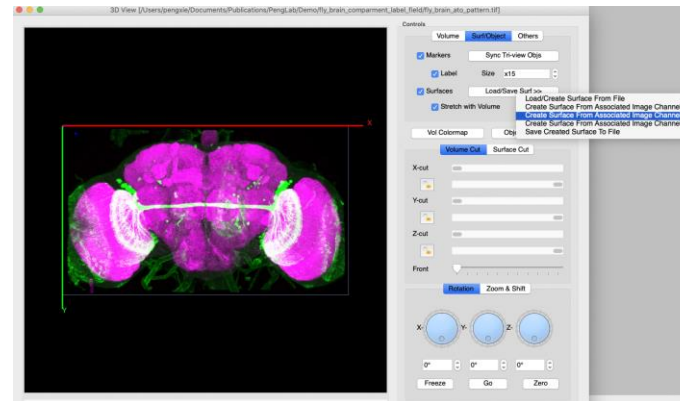 3D View [/Users/pengxie/Documents/Publications/PengLab/Demo/fly_brain_comparment_label_field/fly_brain_ato_pattern.tif]
Controls
Volume Surf/Object Others
Markers Sync Tri-view Objs
Label Size x15
Surfaces Load/Save Surf >>
Load/Create Surface From File
Create Surface From Associated Image Channel
Create Surface From Associated Image Channel
Create Surface From Associated Image Channel
Save Created Surface To File
Stretch with Volume
Vol Colormap
Volume Cut Surface Cut
X-cut
Y-cut
Z-cut
Front
Rotation Zoom & Shift
X- Y- Z-
0° 0° 0°
Freeze Go Zero
X
Y